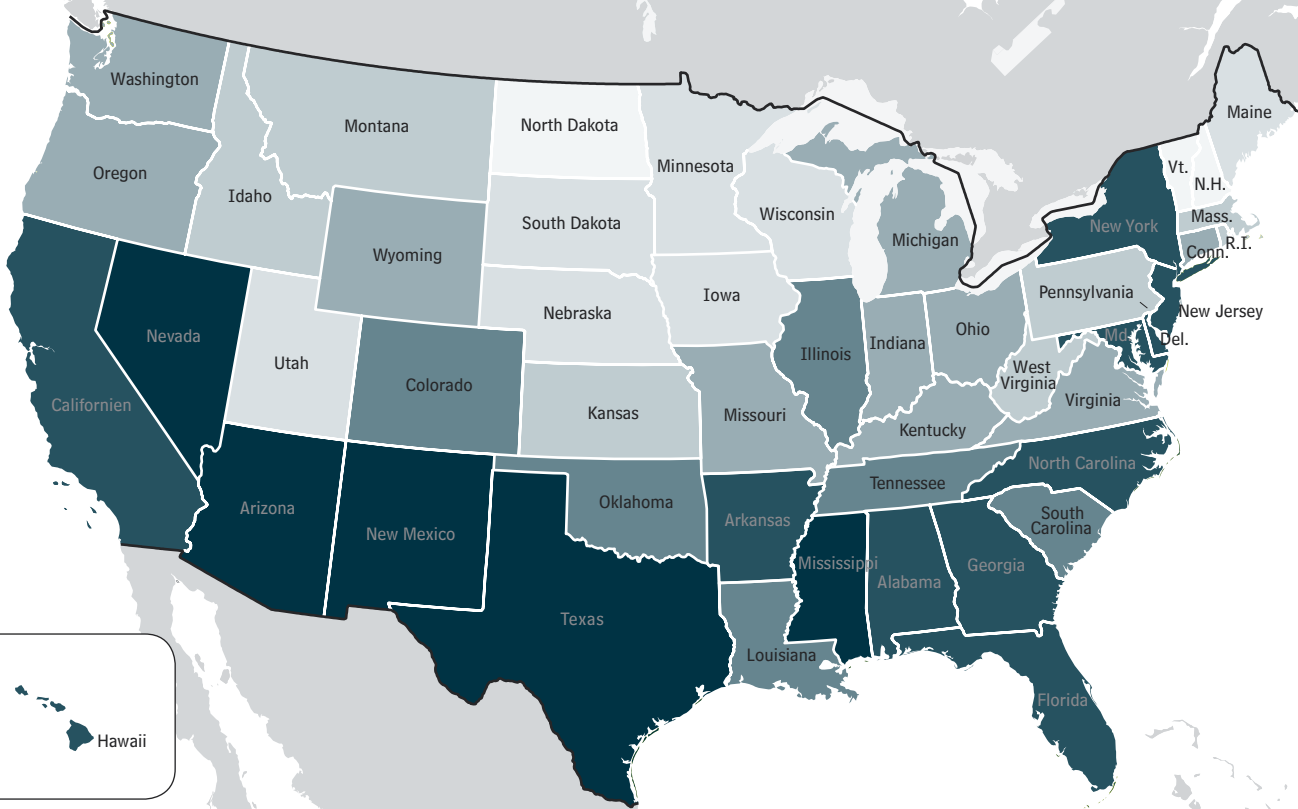 Washington
Montana
North Dakota
Minnesota
Maine
Oregon
Idaho
Vt.
N.H.
Wisconsin
South Dakota
Mass.
New York
Michigan
R.I.
Conn.
Wyoming
Iowa
Pennsylvania
Nebraska
New Jersey
Nevada
Ohio
Md.
Del.
Indiana
Illinois
Utah
West
Virginia
Colorado
Californien
Virginia
Kansas
Missouri
Kentucky
North Carolina
Tennessee
Oklahoma
Arizona
South
Carolina
Arkansas
New Mexico
Mississippi
Georgia
Alabama
Texas
Louisiana
Florida
Hawaii